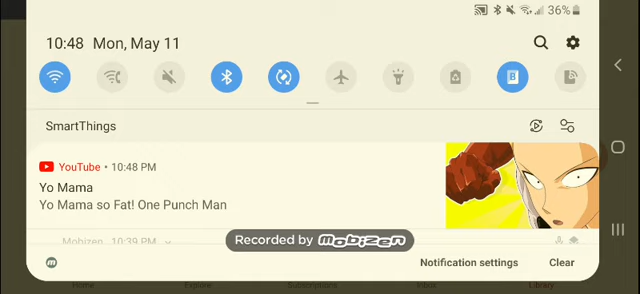 36%
10:48 Mon, May 11
SmartThings
YouTube • 10:48 PM
Yo Mama
Yo Mama so Fat! One Punch Man
Recorded by Mobizen
Mobizen 10:39 PM
Notification settings Clear
Home Explore Subscriptions Inbox Library